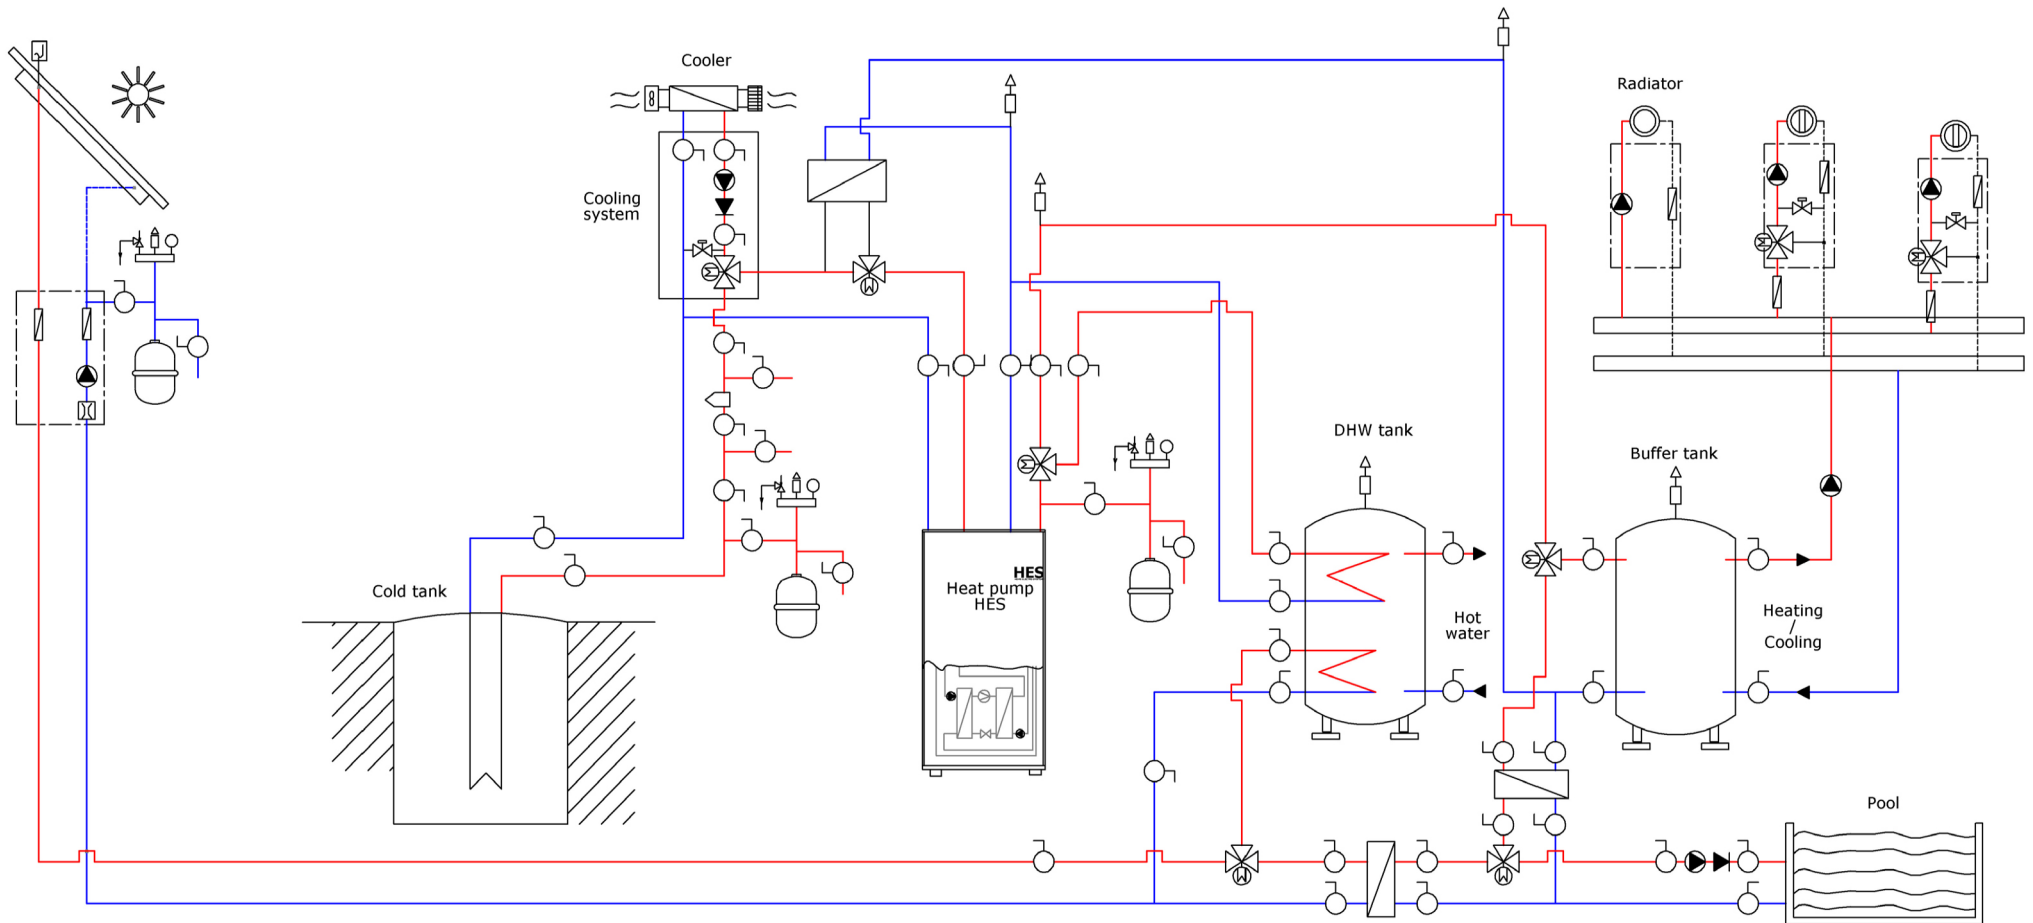 Cooler
Radiator
Cooling
system
DHW tank
Buffer tank
HES
Heat pump
HES
Cold tank
Hot
water
Heating
/
Cooling
Pool